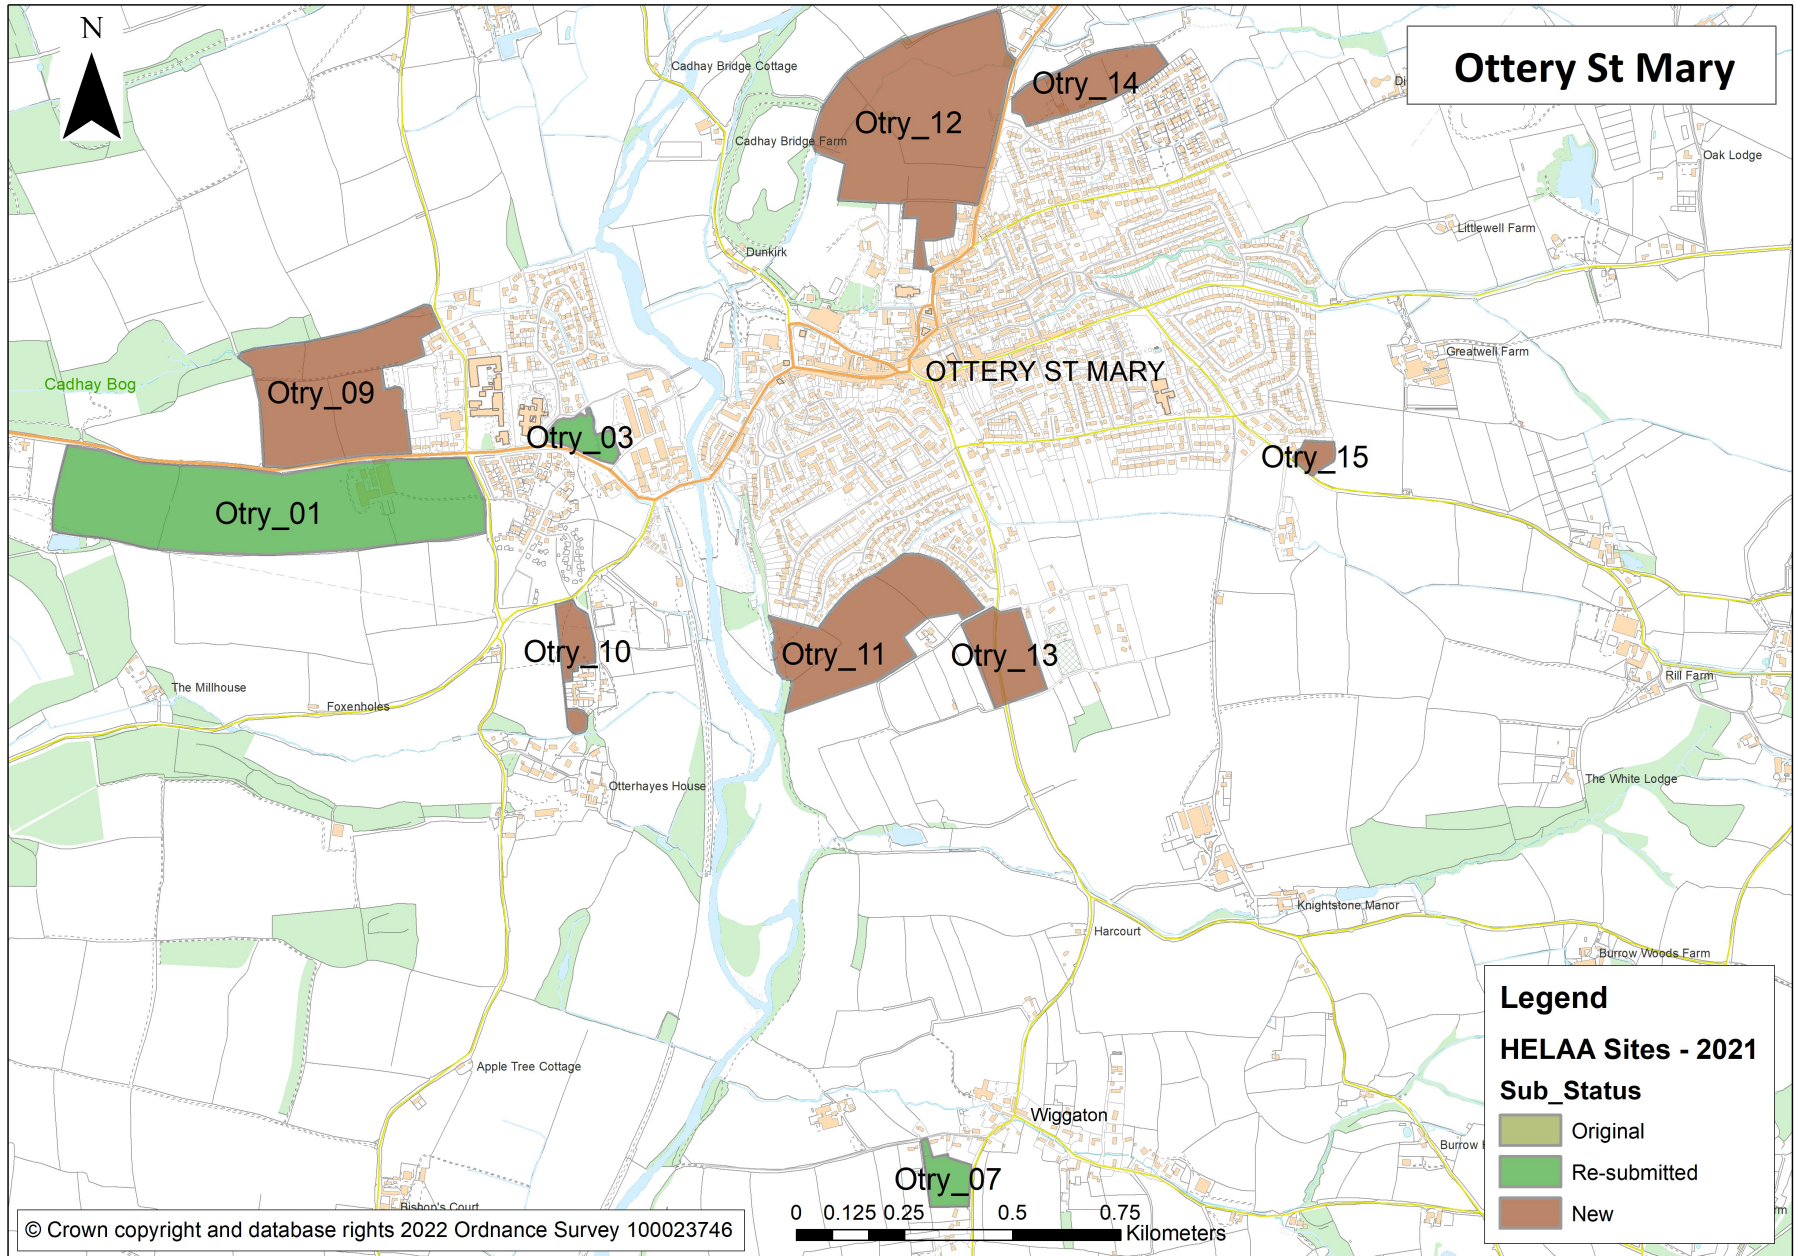 N
Ottery St Mary
Cadhay Bridge Cottage
Otry_14
Otry_12
Cadhay Bridge Farm
Oak Lodge
Littlewell Farm
Dunkirk
Greatwell Farm
OTTERY ST MARY
Cadhay Bog
Otry_09
Otry_03
Otry_15
Otry_01
Otry_10
Otry_11
Otry_13
Rill Farm
The Millhouse
Foxenholes
The White Lodge
Otterhayes House
Knightstone Manor
Harcourt
Burrow Woods Farm
Apple Tree Cottage
Wiggaton
Burrow
Otry_07
Bishop's Court
Legend
HELAA Sites - 2021
Sub_Status
Original
Re-submitted
New
0 0.125 0.25 0.5 0.75
Kilometers
© Crown copyright and database rights 2022 Ordnance Survey 100023746